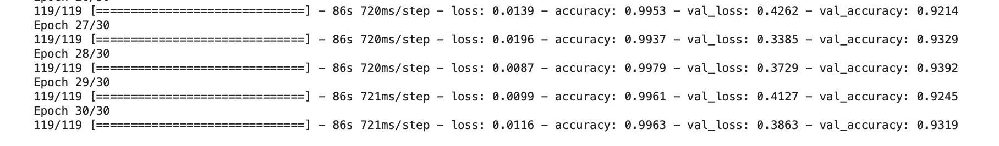 119/119 [==============================] - 86s 720ms/step - loss: 0.0139 - accuracy: 0.9953 - val_loss: 0.4262 - val_accuracy: 0.9214
Epoch 27/30
119/119 [==============================] - 86s 720ms/step - loss: 0.0196 - accuracy: 0.9937 - val_loss: 0.3385 - val_accuracy: 0.9329
Epoch 28/30
119/119 [==============================] - 86s 720ms/step - loss: 0.0087 - accuracy: 0.9979 - val_loss: 0.3729 - val_accuracy: 0.9392
Epoch 29/30
119/119 [==============================] - 86s 721ms/step - loss: 0.0099 - accuracy: 0.9961 - val_loss: 0.4127 - val_accuracy: 0.9245
Epoch 30/30
119/119 [==============================] - 86s 721ms/step - loss: 0.0116 - accuracy: 0.9963 - val_loss: 0.3863 - val_accuracy: 0.9319